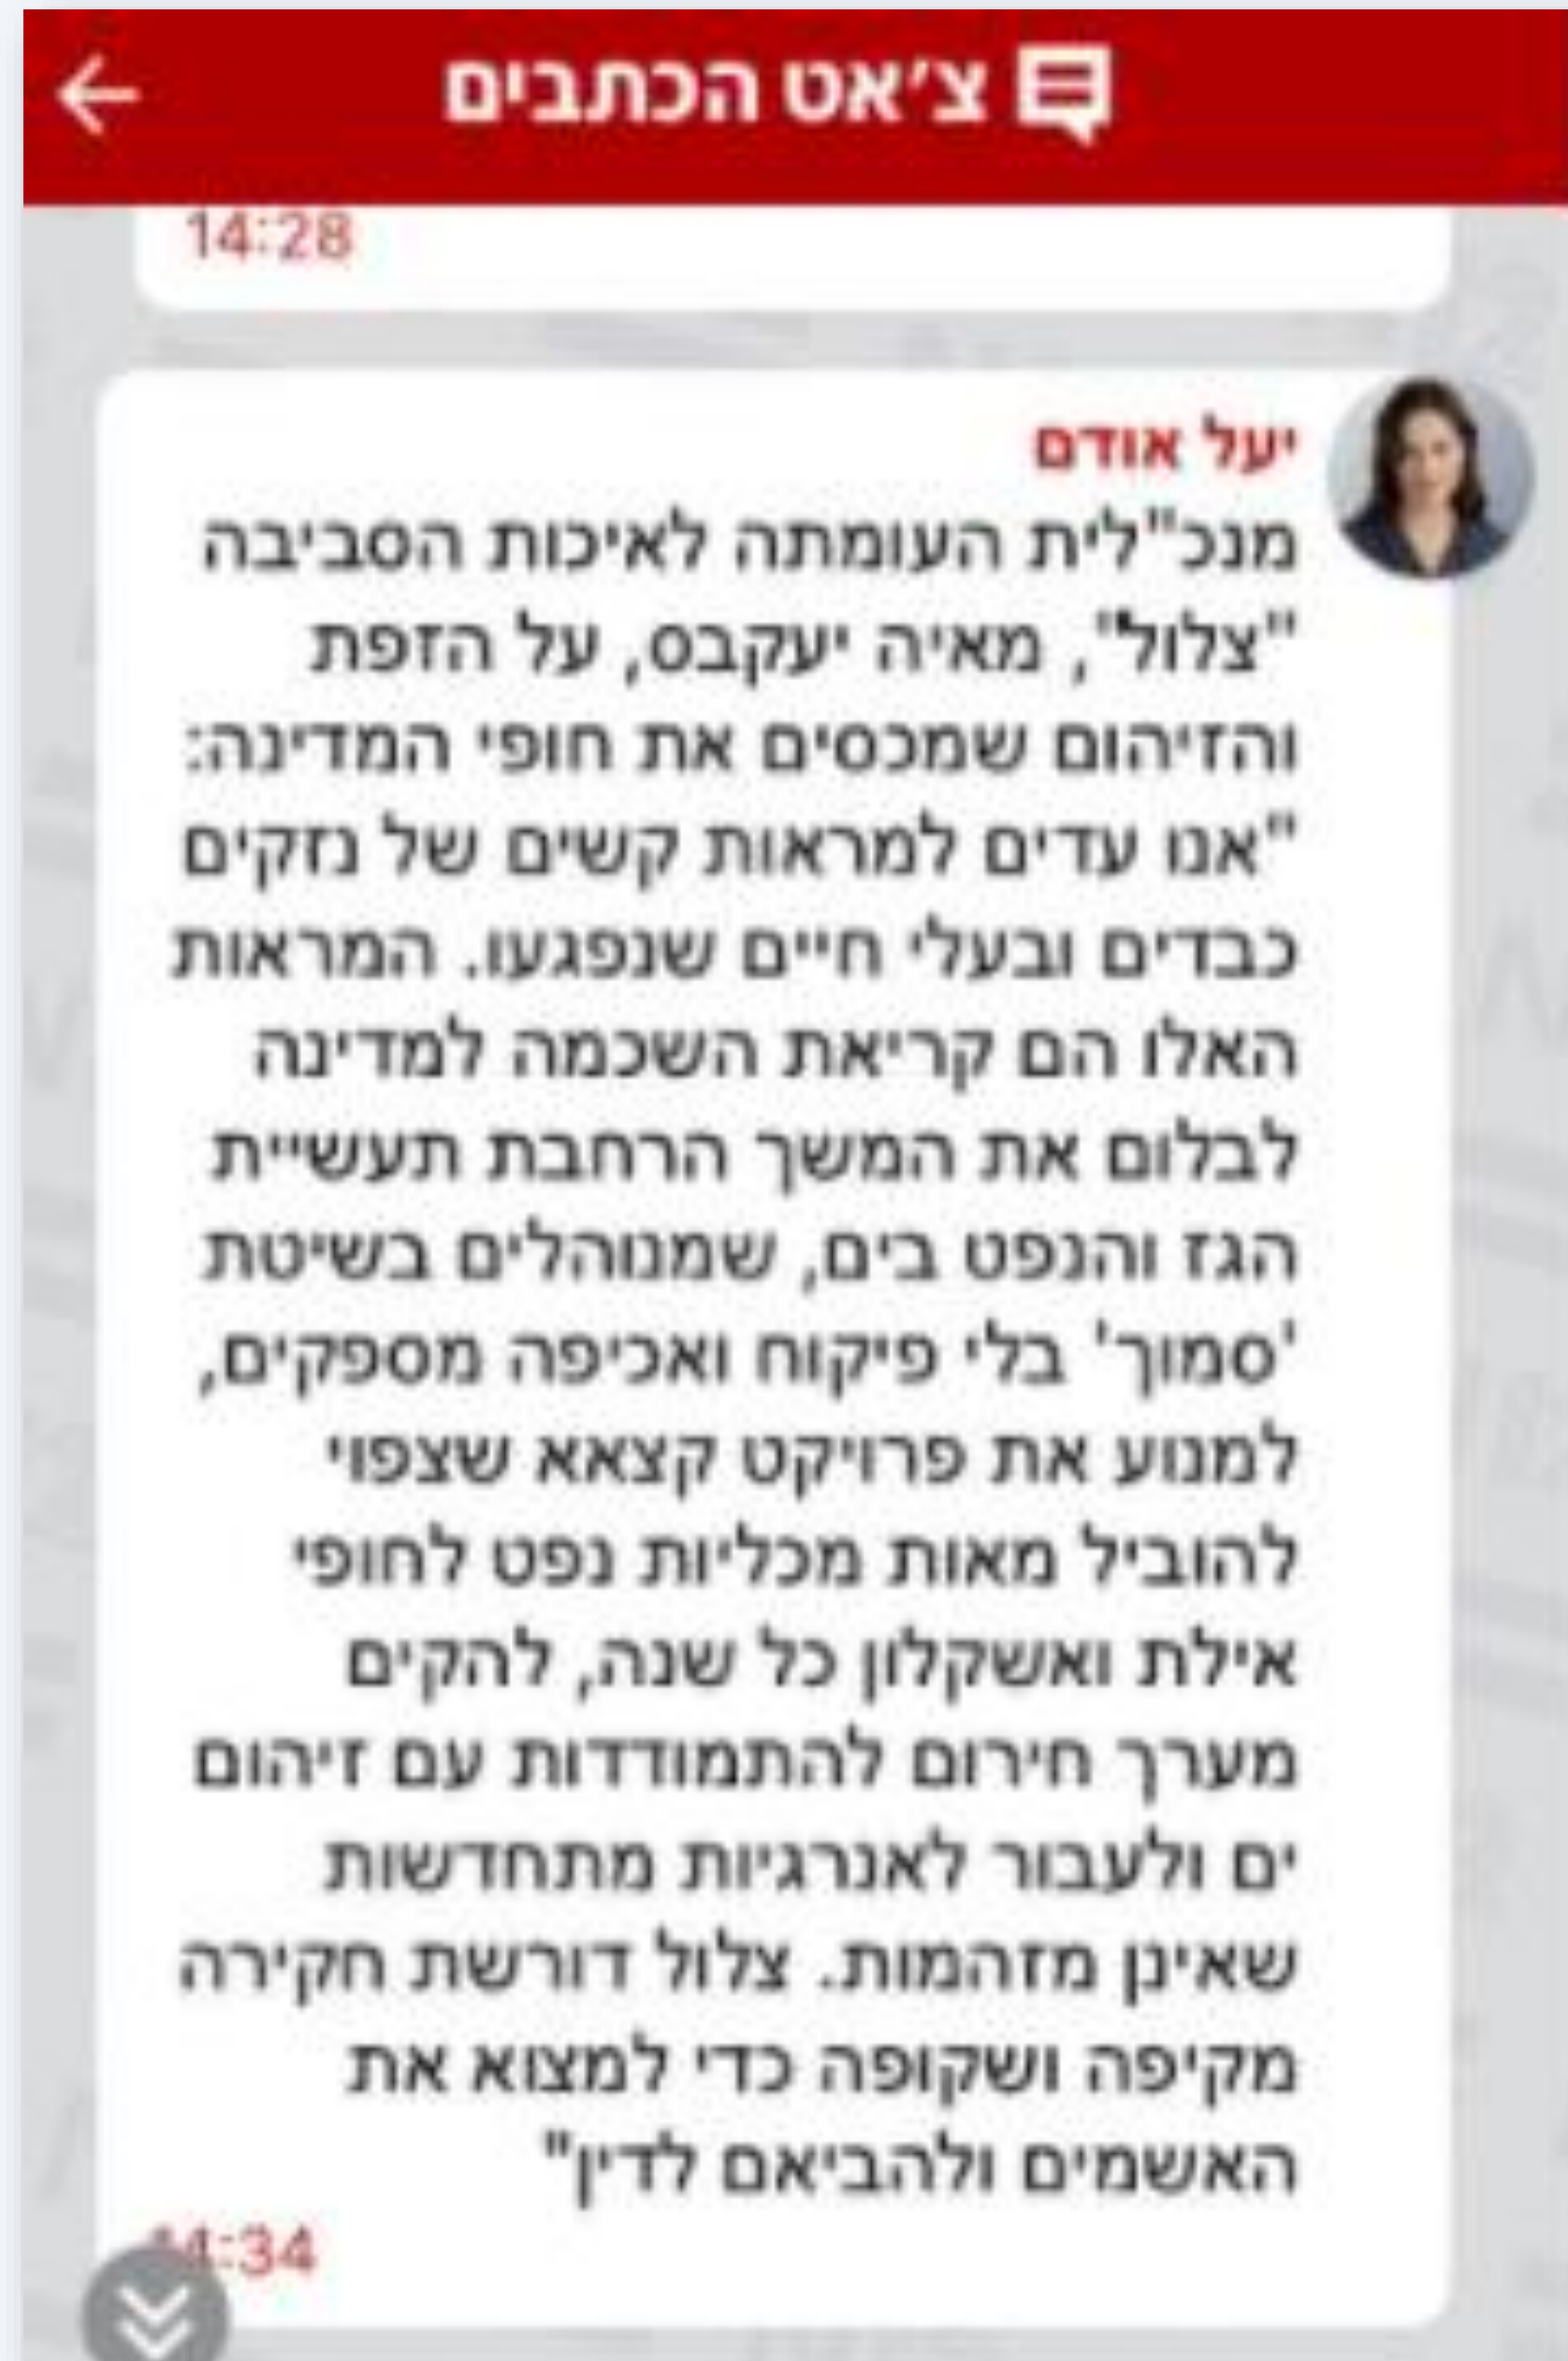 צ'אט הכתבים
14:28
יעל אודם
מנכ"לית העומתה לאיכות הסביבה
"צלול", מאיה יעקבס, על הזפת
והזיהום שמכסים את חופי המדינה:
"אנו עדים למראות קשים של נזקים
כבדים ובעלי חיים שנפגעו. המראות
האלו הם קריאת השכמה למדינה
לבלום את המשך הרחבת תעשיית
הגז והנפט בים, שמנוהלים בשיטת
'סמוך' בלי פיקוח ואכיפה מספקים,
למנוע את פרויקט קצאא שצפוי
להוביל מאות מכליות נפט לחופי
אילת ואשקלון כל שנה, להקים
מערך חירום להתמודדות עם זיהום
ים ולעבור לאנרגיות מתחדשות
שאינן מזהמות. צלול דורשת חקירה
מקיפה ושקופה כדי למצוא את
האשמים ולהביאם לדין"
14:34